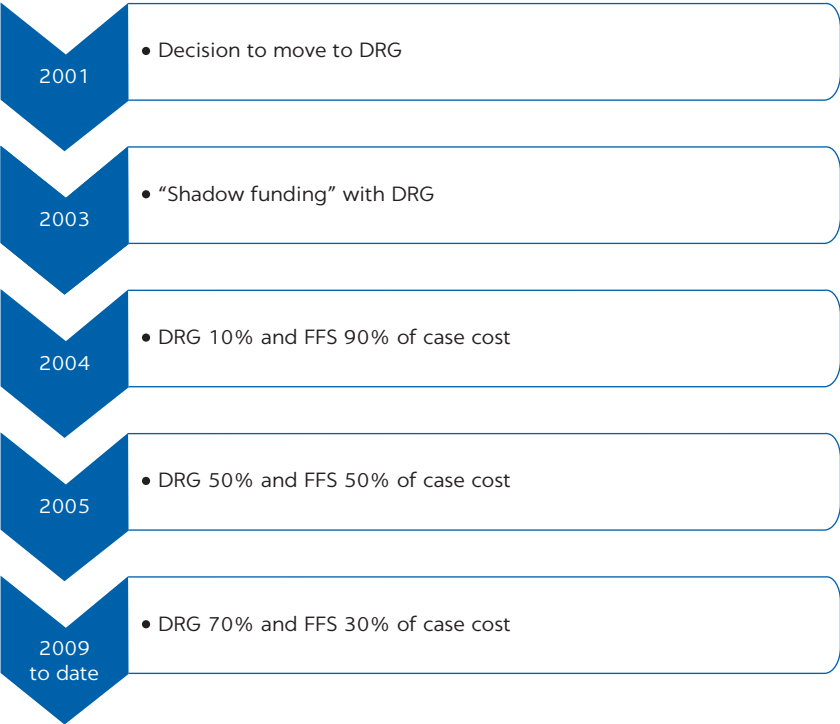 2001
• Decision to move to DRG
2003
• “Shadow funding” with DRG
2004
• DRG 10% and FFS 90% of case cost
2005
• DRG 50% and FFS 50% of case cost
2009
to date
• DRG 70% and FFS 30% of case cost